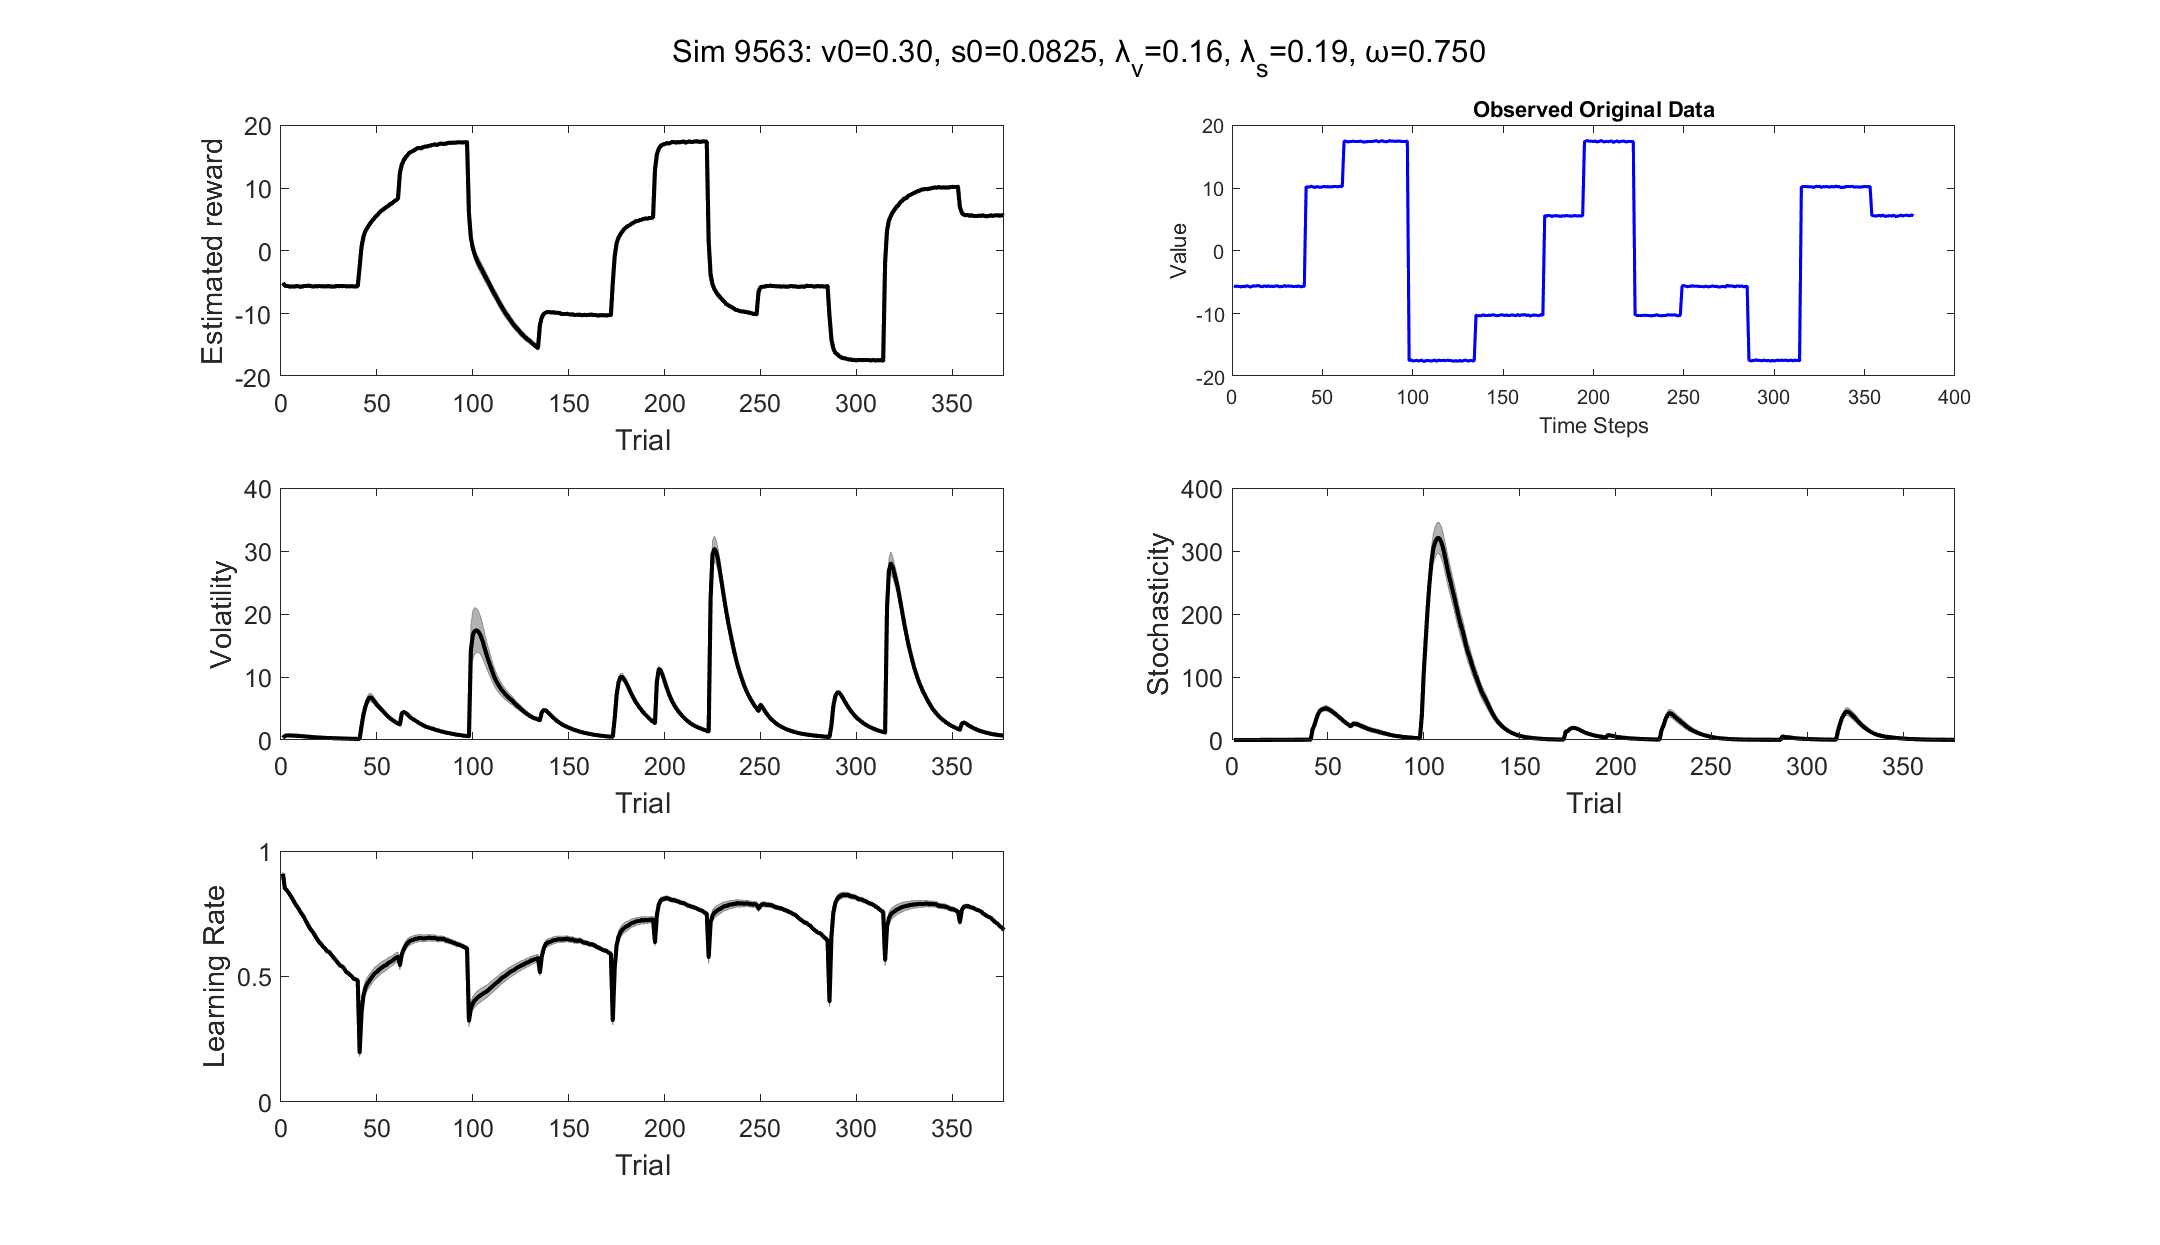 Sim 9563: v0=0.30, s0=0.0825, λ_v=0.16, λ_s=0.19, ω=0.750
Estimated reward
20
10
0
-10
-20
0 50 100 150 200 250 300 350
Trial
Observed Original Data
Value
20
10
0
-10
-20
0 50 100 150 200 250 300 350 400
Time Steps
Volatility
40
30
20
10
0
0 50 100 150 200 250 300 350
Trial
Stochasticity
400
300
200
100
0
0 50 100 150 200 250 300 350
Trial
Learning Rate
1
0.5
0
0 50 100 150 200 250 300 350
Trial